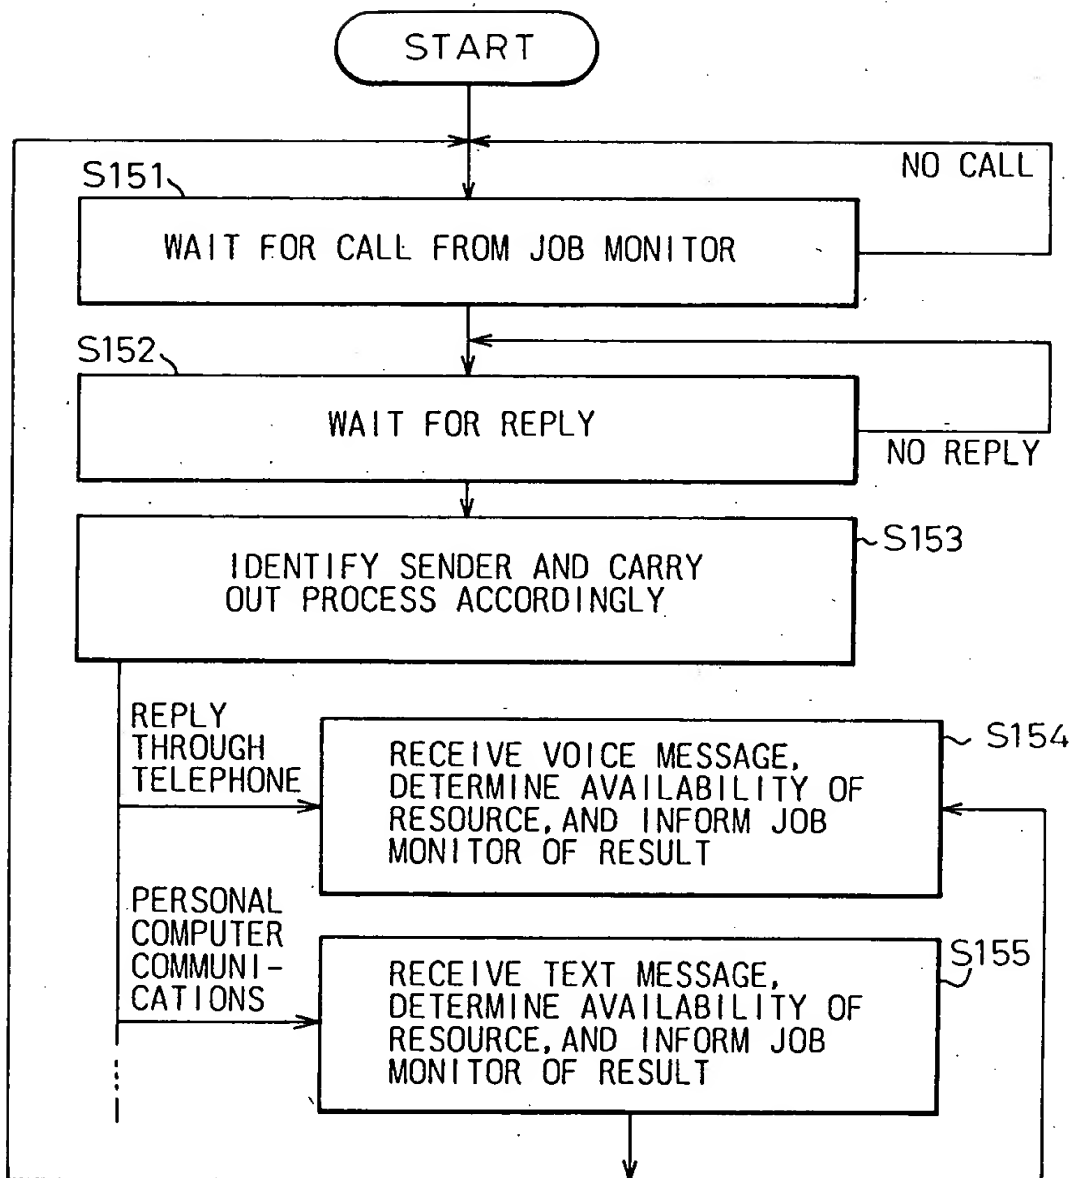 START
NO CALL
S151
WAIT FOR CALL FROM JOB MONITOR
S152
WAIT FOR REPLY
NO REPLY
S153
IDENTIFY SENDER AND CARRY
OUT PROCESS ACCORDINGLY
REPLY
THROUGH
TELEPHONE
S154
RECEIVE VOICE MESSAGE,
DETERMINE AVAILABILITY OF
RESOURCE, AND INFORM JOB
MONITOR OF RESULT
PERSONAL
COMPUTER
COMMUNI-
CATIONS
S155
RECEIVE TEXT MESSAGE,
DETERMINE AVAILABILITY OF
RESOURCE, AND INFORM JOB
MONITOR OF RESULT